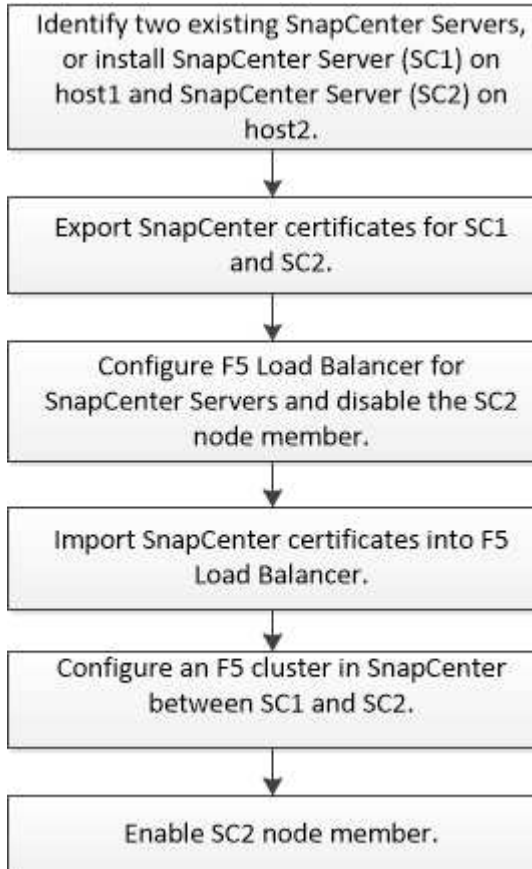 Identify two existing SnapCenter Servers,
or install SnapCenter Server (SC1) on
host1 and SnapCenter Server (SC2) on
host2.
Export SnapCenter certificates for SC1
and SC2.
Configure F5 Load Balancer for
SnapCenter Servers and disable the SC2
node member.
Import SnapCenter certificates into F5
Load Balancer.
Configure an F5 cluster in SnapCenter
between SC1 and SC2.
Enable SC2 node member.